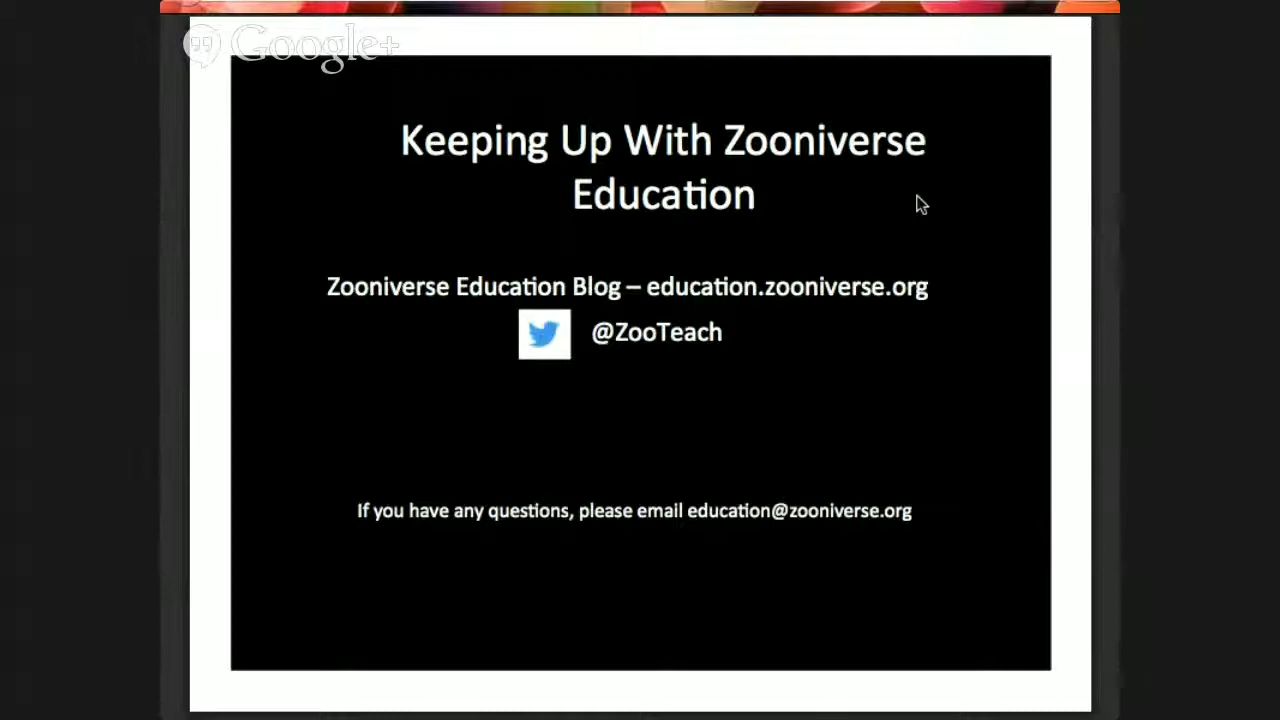 Google+
Keeping Up With Zooniverse
Education
Zooniverse Education Blog – education.zooniverse.org
@ZooTeach
If you have any questions, please email education@zooniverse.org